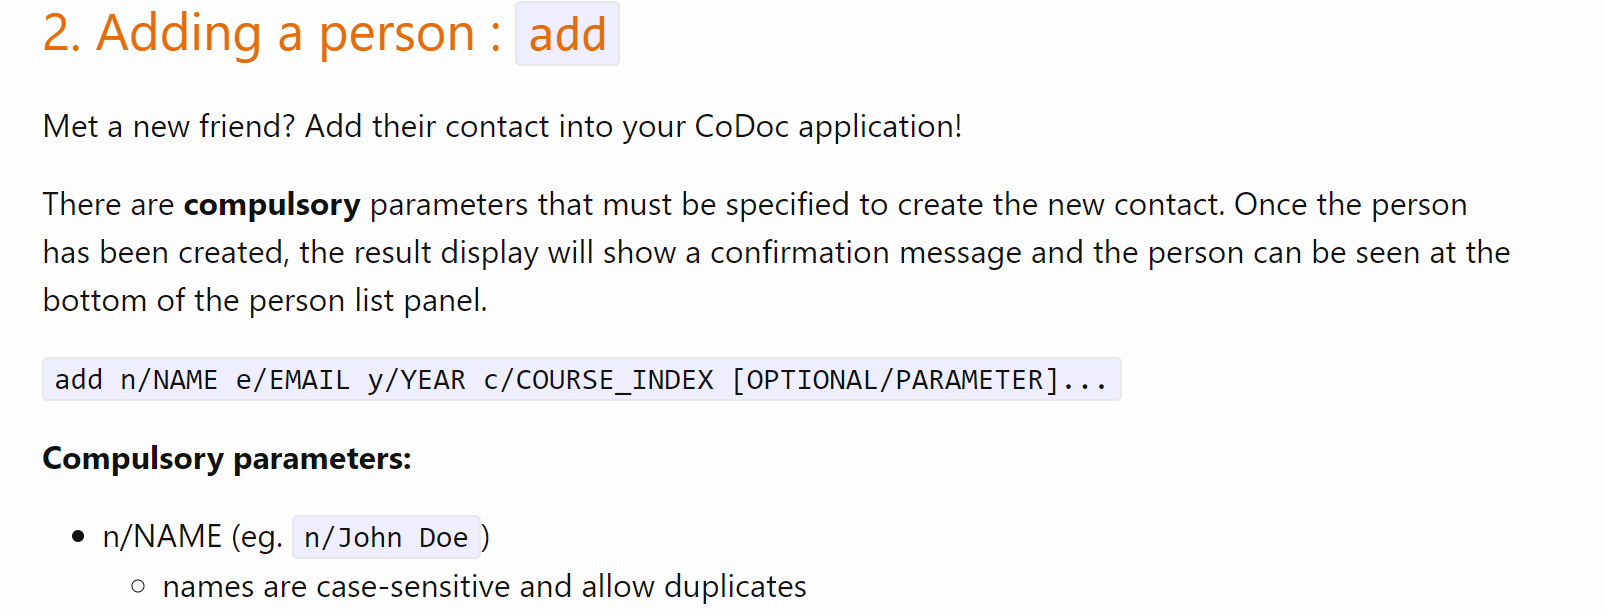 2. Adding a person : add
Met a new friend? Add their contact into your CoDoc application!
There are compulsory parameters that must be specified to create the new contact. Once the person
has been created, the result display will show a confirmation message and the person can be seen at the
bottom of the person list panel.
add n/NAME e/EMAIL y/YEAR c/COURSE_INDEX [OPTIONAL/PARAMETER]...
Compulsory parameters:
• n/NAME (eg. n/John Doe)
○ names are case-sensitive and allow duplicates